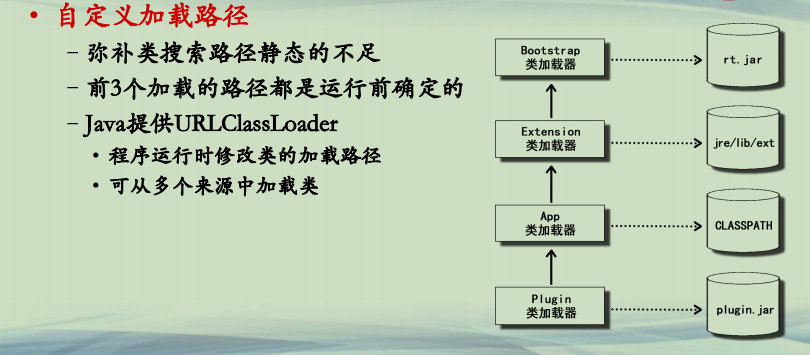 • 自定义加载路径
– 弥补类搜索路径静态的不足
– 前3个加载的路径都是运行前确定的
– Java提供URLClassLoader
• 程序运行时修改类的加载路径
• 可从多个来源中加载类
Bootstrap
类加载器
rt.jar
Extension
类加载器
jre/lib/ext
App
类加载器
CLASSPATH
Plugin
类加载器
plugin.jar